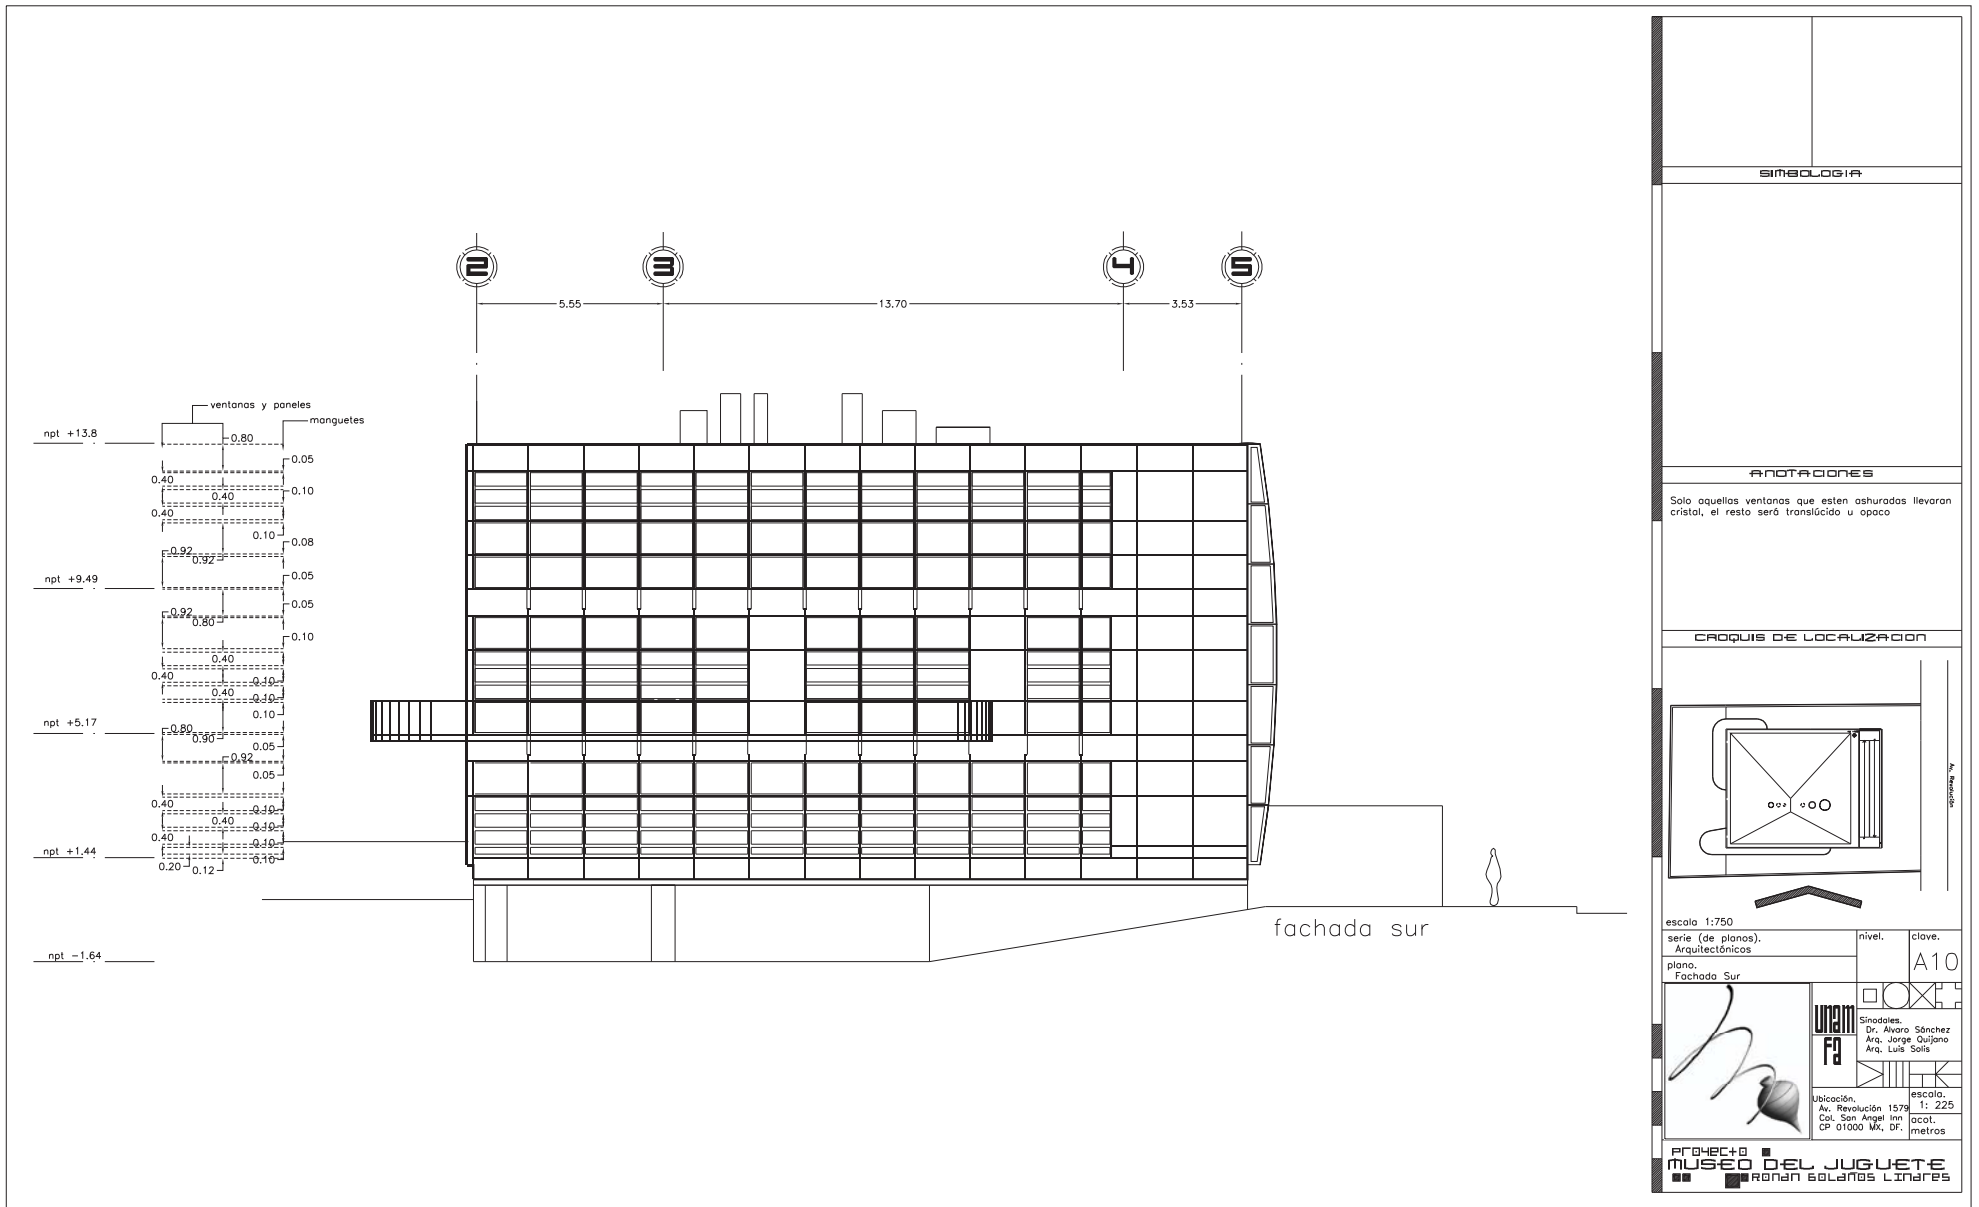 2 3 4 5
5.55 13.70 3.53
ventanas y paneles
manguetes
npt +13.8
0.80
0.05
0.40
0.40
0.10
0.40
0.10
0.08
0.92
0.92
0.05
npt +9.49
0.05
0.92
0.80
0.10
0.40
0.40
0.10
0.40
0.10
0.10
npt +5.17
0.80
0.90
0.05
0.92
0.05
0.40
0.10
0.40
0.10
0.40
0.10
npt +1.44
0.10
0.20
0.12
npt -1.64
fachada sur
SIMBOLOGIA
ANOTACIONES
Solo aquellas ventanas que esten ashuradas llevaran
cristal, el resto será translúcido u opaco
CROQUIS DE LOCALIZACION
Av. Revolución
escala 1:750
serie (de planos).
Arquitectónicos
nivel.
clave.
A10
plano.
Fachada Sur
unam
fa
Sinodales.
Dr. Alvaro Sánchez
Arq. Jorge Quijano
Arq. Luis Solis
Ubicación.
Av. Revolución 1579
Col. San Angel Inn
CP 01000 MX, DF.
escala.
1: 225
acot.
metros
Proyecto
MUSEO DEL JUGUETE
Ronan Bolaños Linares